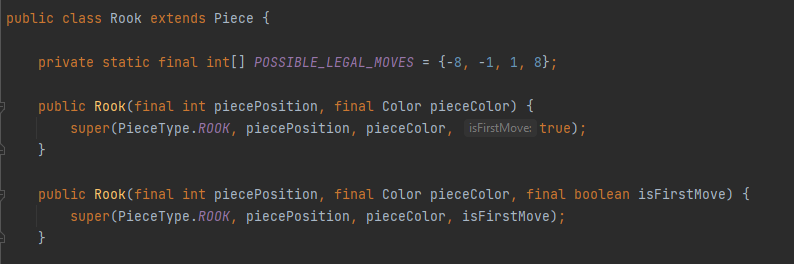 public class Rook extends Piece {
private static final int[] POSSIBLE_LEGAL_MOVES = {-8, -1, 1, 8};
public Rook(final int piecePosition, final Color pieceColor) {
super(PieceType.ROOK, piecePosition, pieceColor, isFirstMove: true);
}
public Rook(final int piecePosition, final Color pieceColor, final boolean isFirstMove) {
super(PieceType.ROOK, piecePosition, pieceColor, isFirstMove);
}